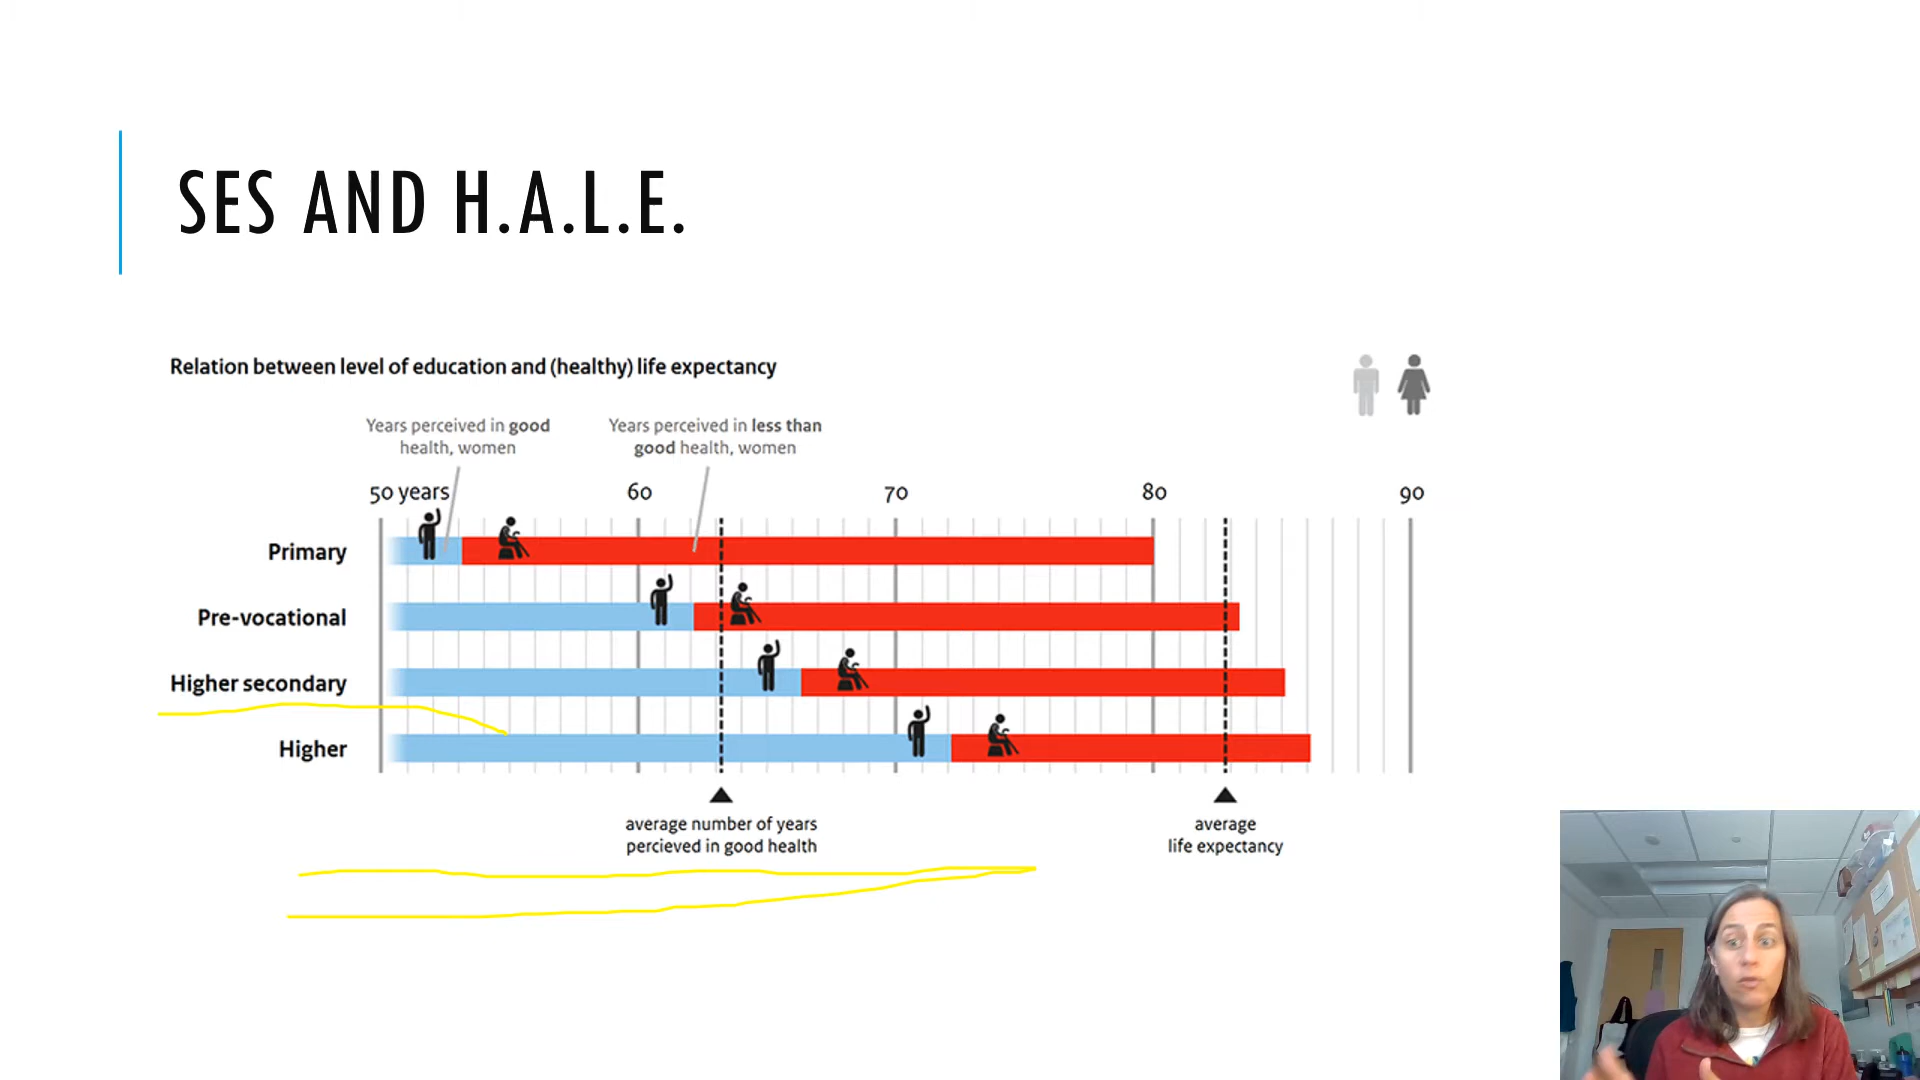 SES AND H.A.L.E.
Relation between level of education and (healthy) life expectancy
Years perceived in good
health, women
Years perceived in less than
good health, women
50 years 60 70 80 90
Primary
Pre-vocational
Higher secondary
Higher
average number of years
percieved in good health
average
life expectancy